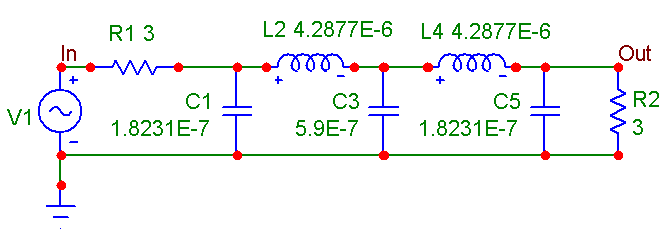 R1 3
L2 4.2877E-6
L4 4.2877E-6
In
Out
+
+
-
+
-
V1
C1
C3
C5
R2
1.8231E-7
5.9E-7
1.8231E-7
3
-